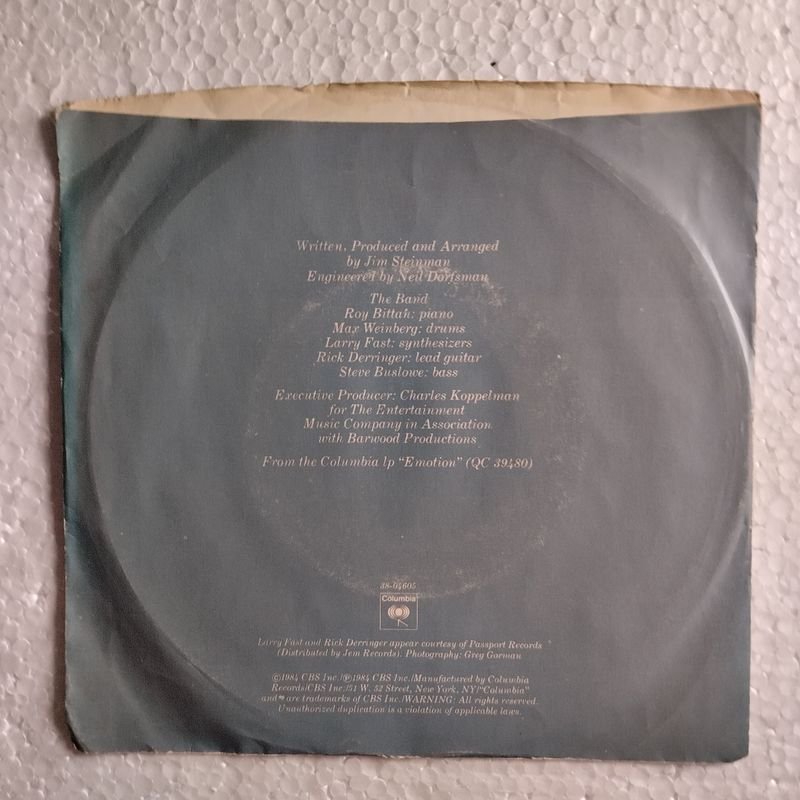 Written, Produced and Arranged
by Jim Steinman
Engineered by Neil Dorfsman
The Band
Roy Bittan: piano
Max Weinberg: drums
Larry Fast: synthesizers
Rick Derringer: lead guitar
Steve Buslowe: bass
Executive Producer: Charles Koppelman
for The Entertainment
Music Company in Association
with Barwood Productions
From the Columbia lp “Emotion” (QC 39480)
38-04605
Columbia
Larry Fast and Rick Derringer appear courtesy of Passport Records
(Distributed by Jem Records). Photography: Greg Gorman
©1984 CBS Inc./℗1984 CBS Inc./Manufactured by Columbia
Records/CBS Inc./51 W. 52 Street, New York, NY/“Columbia”
and are trademarks of CBS Inc./WARNING: All rights reserved.
Unauthorized duplication is a violation of applicable laws.